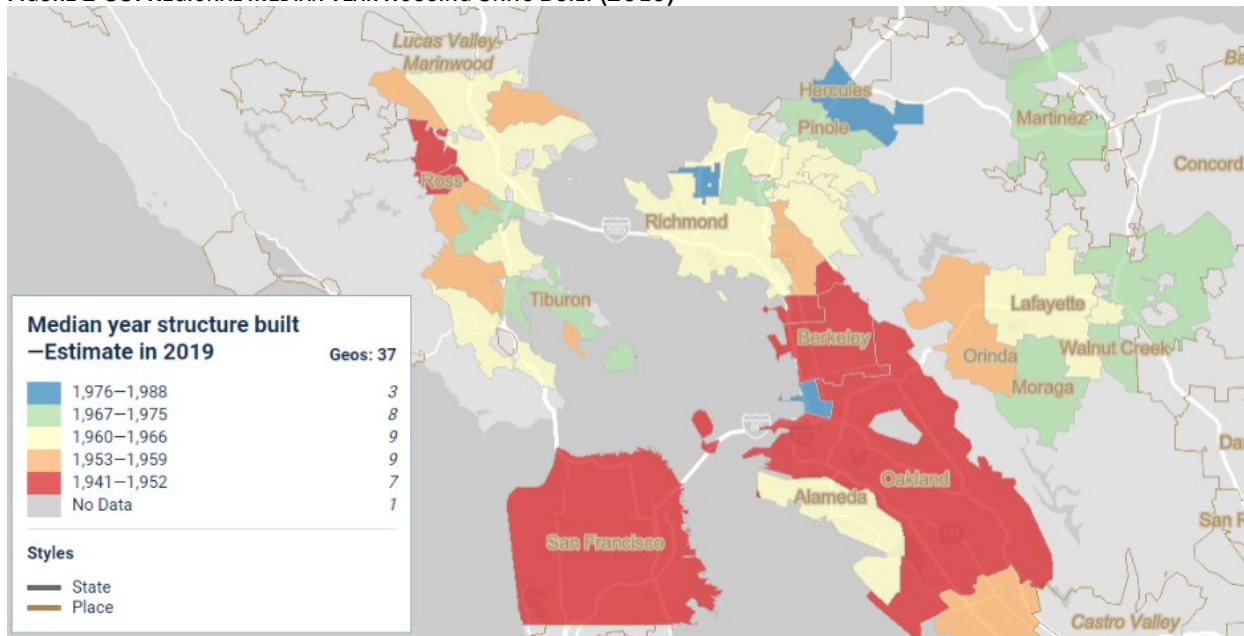 Lucas Valley-
Marinwood
Hercules
Pinole
Martinez
Concord
Ross
Richmond
580
Tiburon
Lafayette
Berkeley
Orinda
Walnut Creek
Moraga
80
Oakland
Alameda
San Francisco
Castro Valley
Median year structure built
—Estimate in 2019 Geos: 37
1,976—1,988 3
1,967—1,975 8
1,960—1,966 9
1,953—1,959 9
1,941—1,952 7
No Data 1
Styles
State
Place